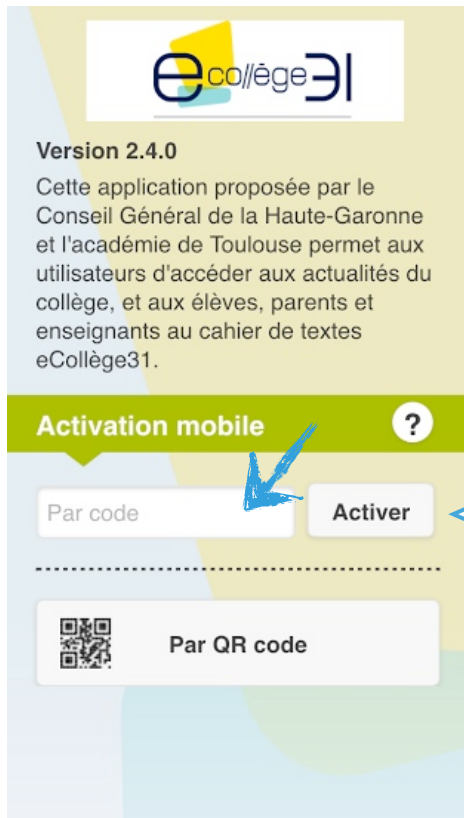 eco//ège31
Version 2.4.0
Cette application proposée par le
Conseil Général de la Haute-Garonne
et l'académie de Toulouse permet aux
utilisateurs d'accéder aux actualités du
collège, et aux élèves, parents et
enseignants au cahier de textes
eCollège31.
Activation mobile ?
Par code Activer
Par QR code